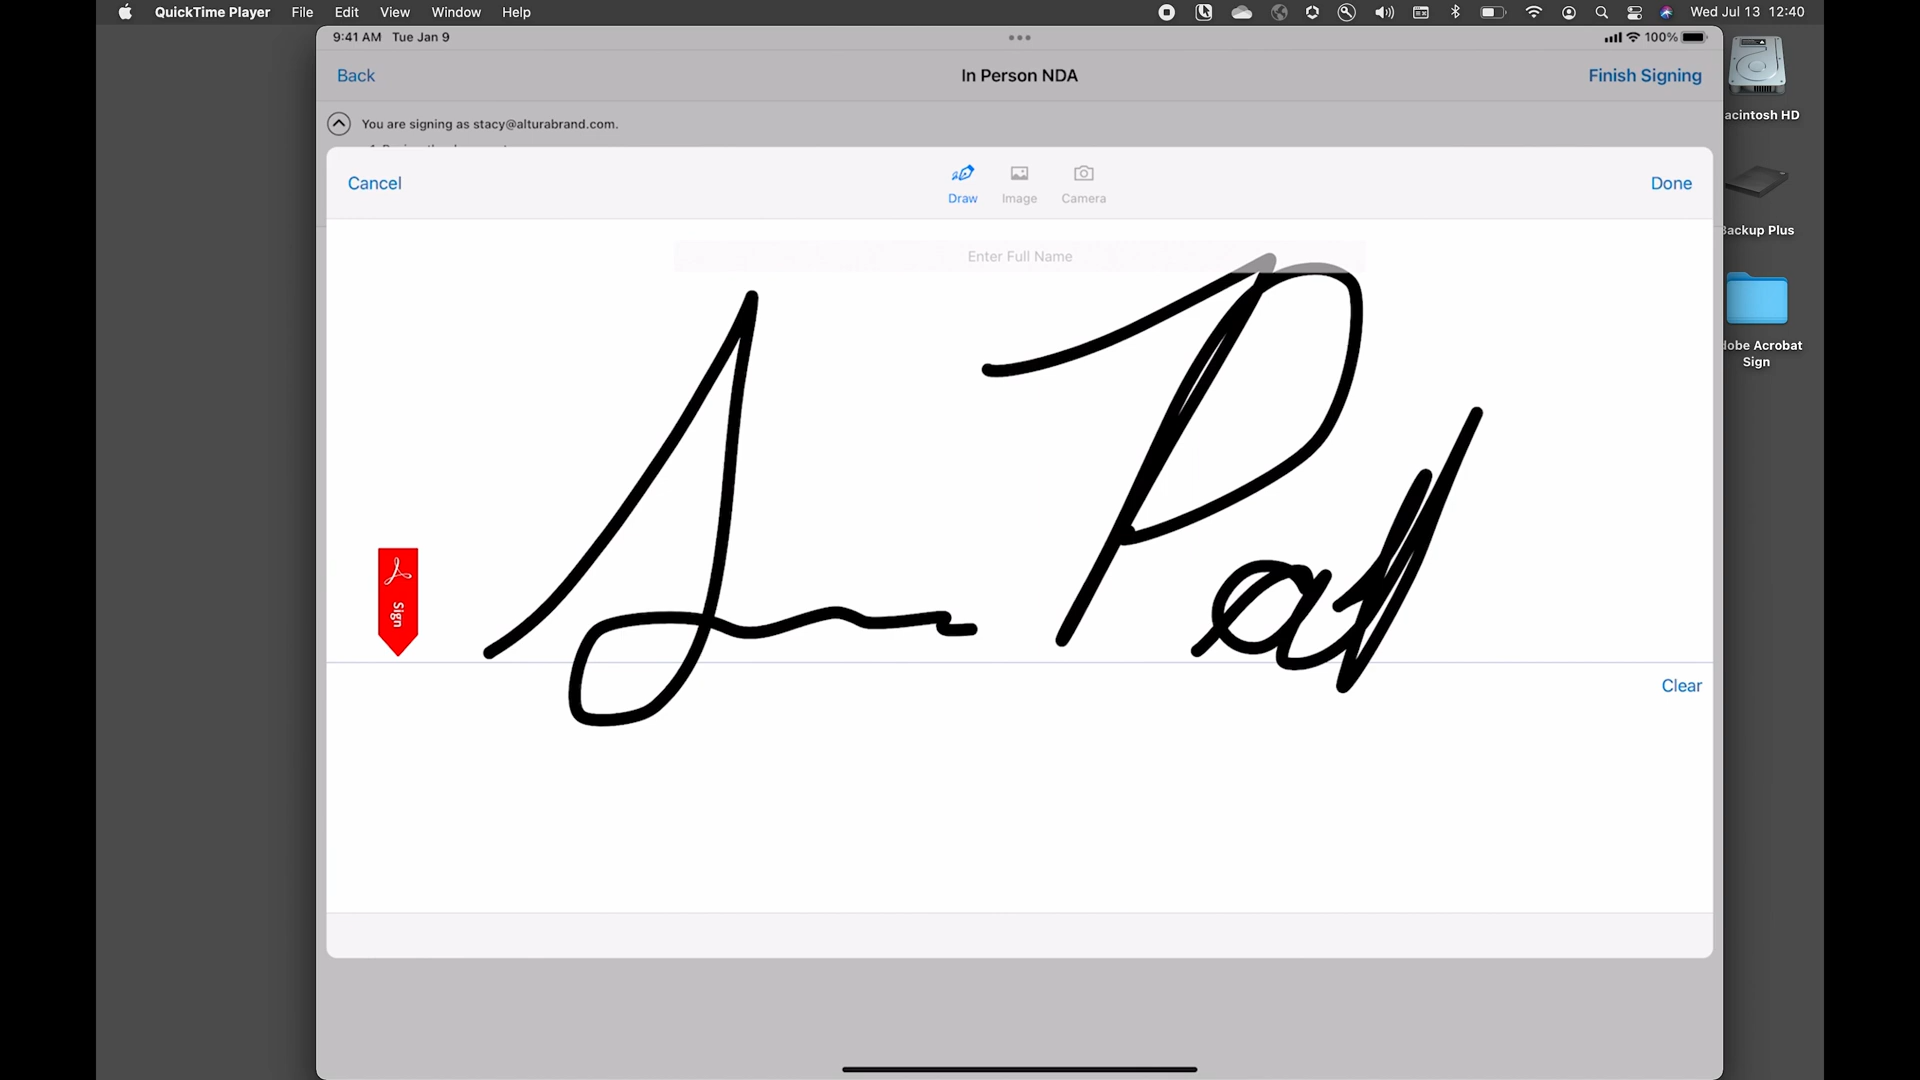 QuickTime Player File Edit View Window Help Wed Jul 13 12:40
9:41 AM Tue Jan 9 100%
Back In Person NDA Finish Signing
acintosh HD
You are signing as stacy@alturabrand.com.
Cancel Draw Image Camera Done
Backup Plus
Enter Full Name
dobe Acrobat
Sign
Sign
Clear